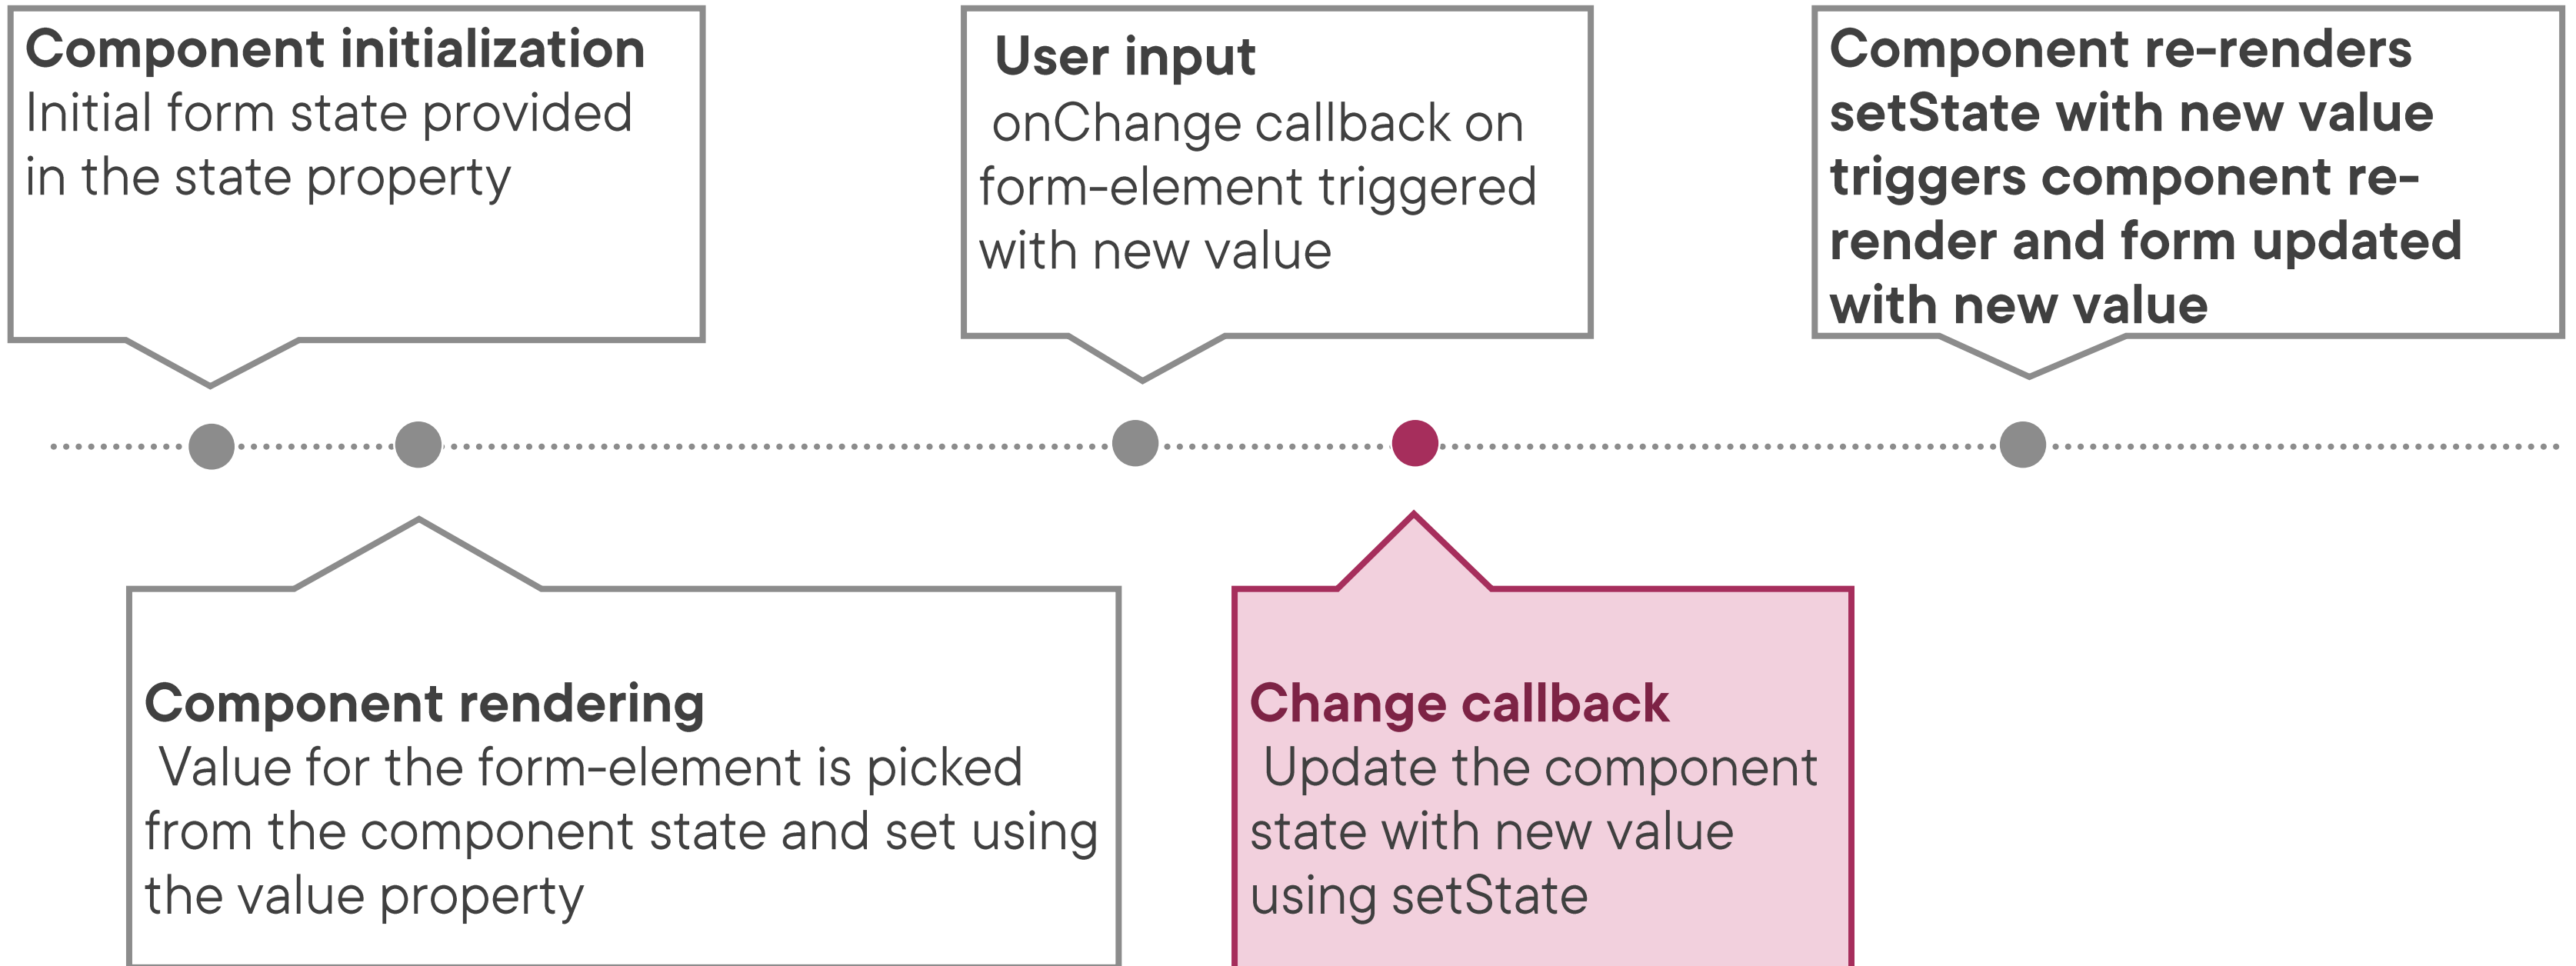 Component initialization
Initial form state provided
in the state property
User input
onChange callback on
form-element triggered
with new value
Component re-renders
setState with new value
triggers component re-
render and form updated
with new value
Component rendering
Value for the form-element is picked
from the component state and set using
the value property
Change callback
Update the component
state with new value
using setState